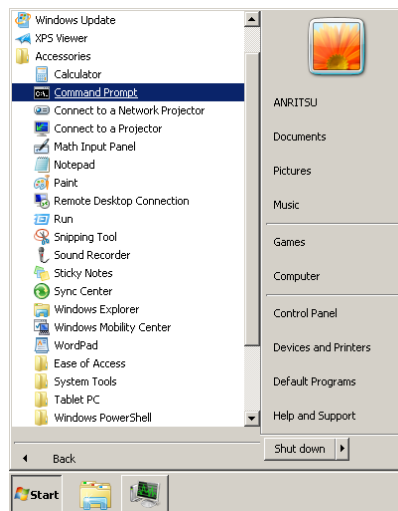 Windows Update
XPS Viewer
Accessories
Calculator
Command Prompt
Connect to a Network Projector
Connect to a Projector
Math Input Panel
Notepad
Paint
Remote Desktop Connection
Run
Snipping Tool
Sound Recorder
Sticky Notes
Sync Center
Windows Explorer
Windows Mobility Center
WordPad
Ease of Access
System Tools
Tablet PC
Windows PowerShell
Back
ANRITSU
Documents
Pictures
Music
Games
Computer
Control Panel
Devices and Printers
Default Programs
Help and Support
Shut down
Start